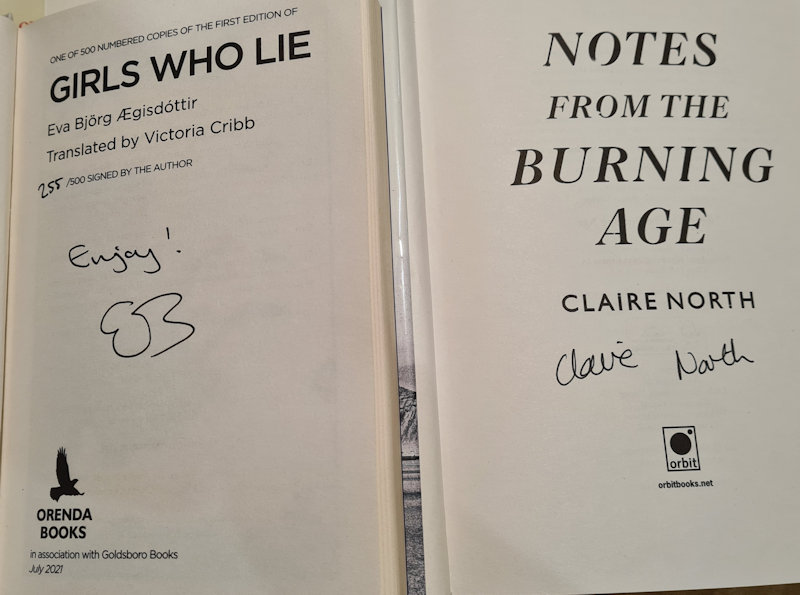 ONE OF 500 NUMBERED COPIES OF THE FIRST EDITION OF
GIRLS WHO LIE
Eva Björg Ægisdóttir
Translated by Victoria Cribb
255 /500 SIGNED BY THE AUTHOR
Enjoy!
EB
ORENDA
BOOKS
in association with Goldsboro Books
July 2021
NOTES
FROM THE
BURNING
AGE
CLAIRE NORTH
Claire North
orbit
orbitbooks.net